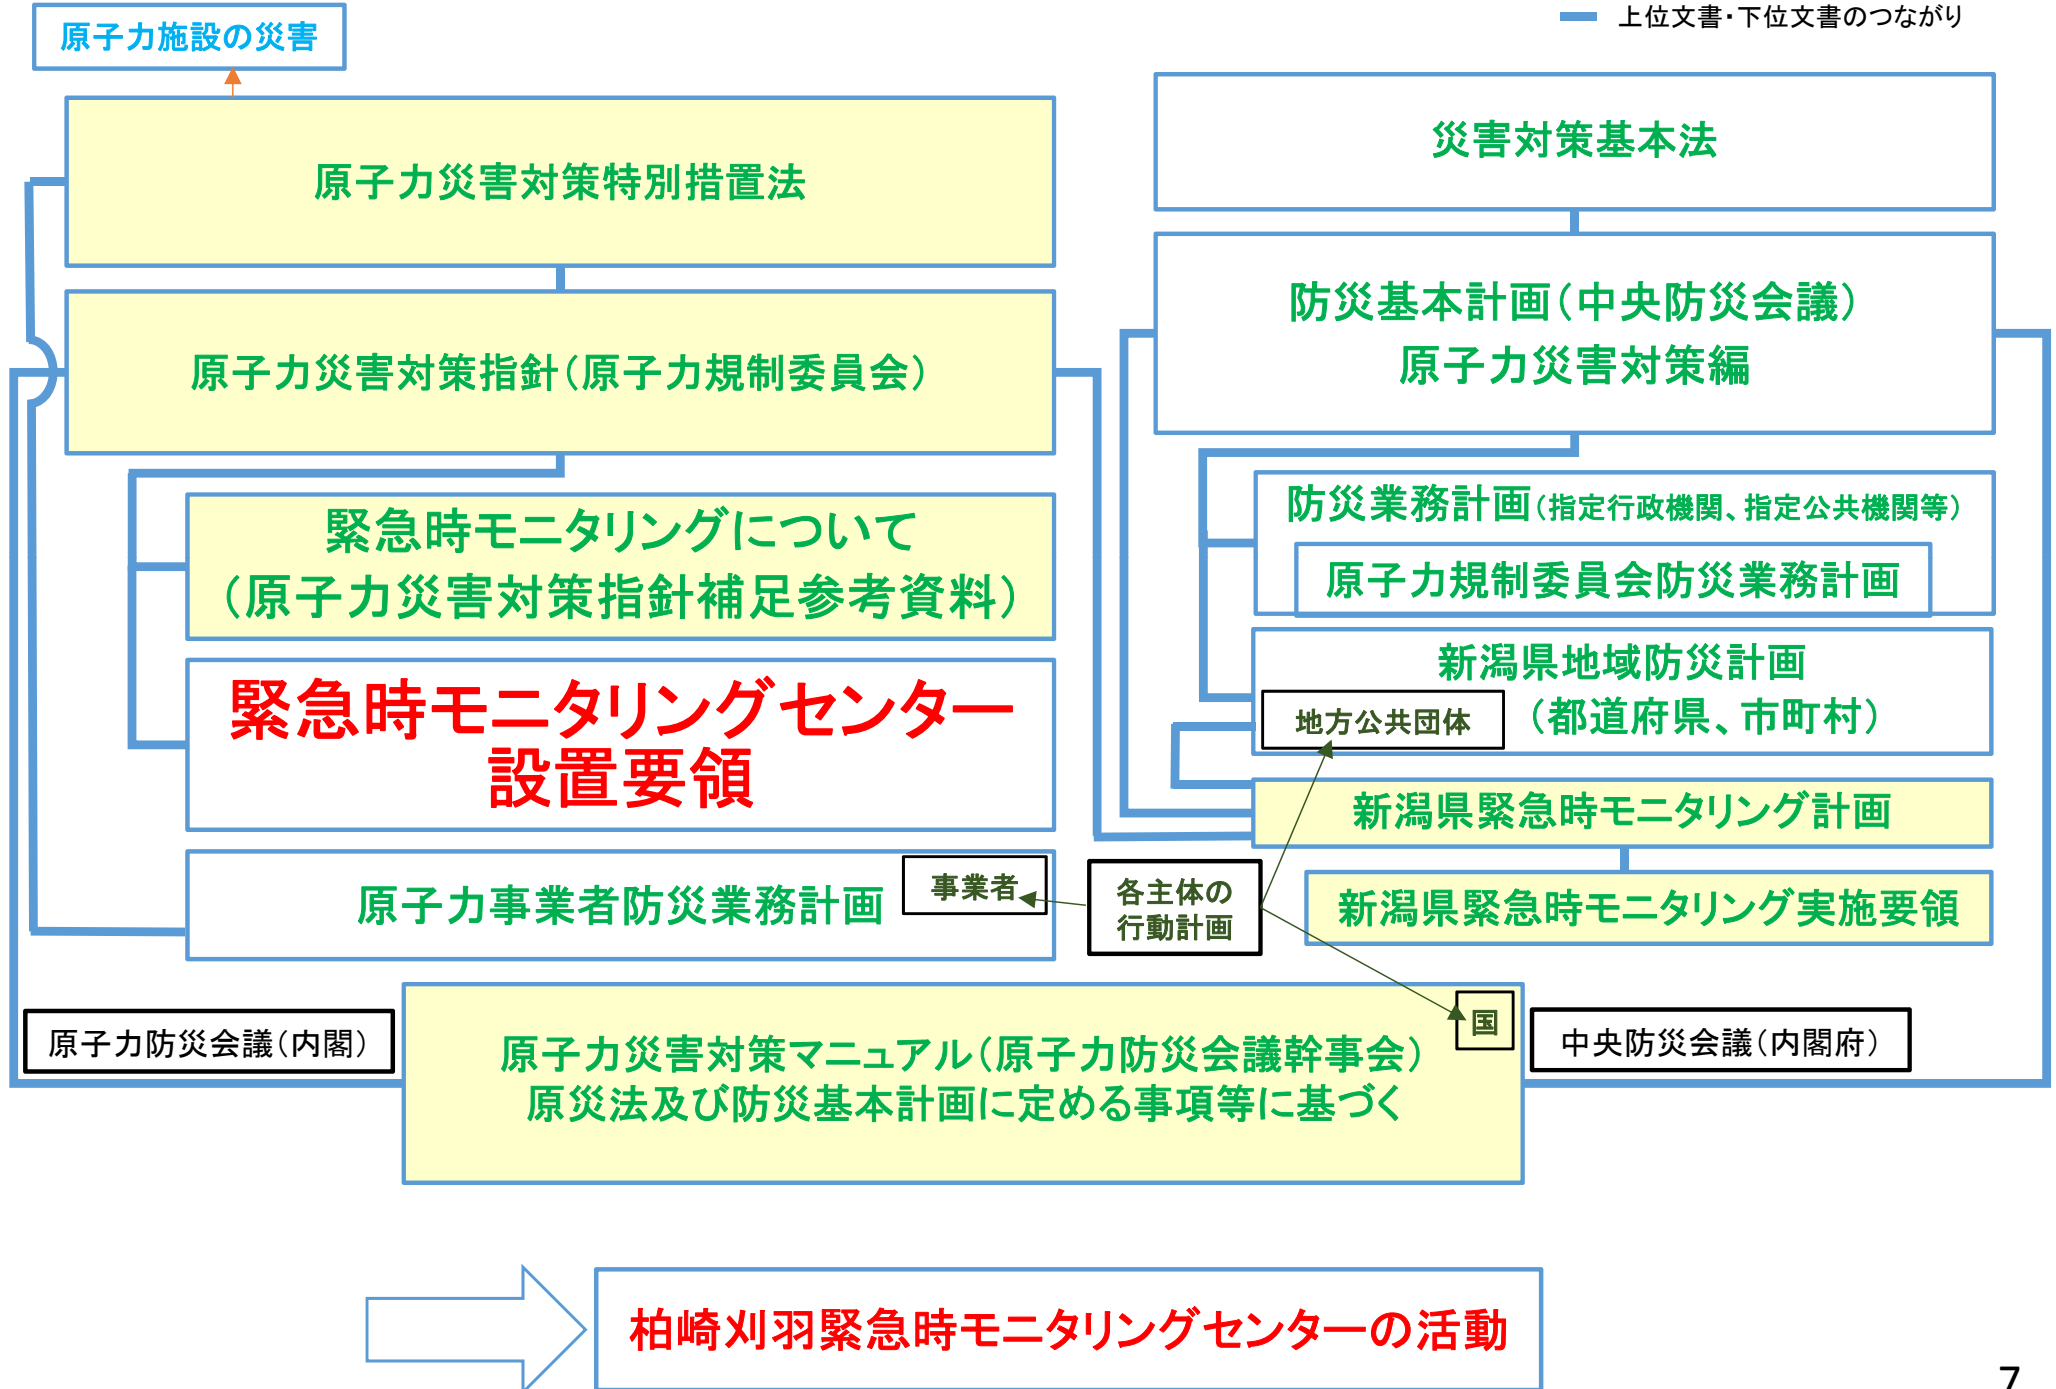 上位文書・下位文書のつながり
原子力施設の災害
原子力災害対策特別措置法
災害対策基本法
原子力災害対策指針（原子力規制委員会）
防災基本計画（中央防災会議）
原子力災害対策編
緊急時モニタリングについて
（原子力災害対策指針補足参考資料）
防災業務計画（指定行政機関、指定公共機関等）
原子力規制委員会防災業務計画
緊急時モニタリングセンター
設置要領
新潟県地域防災計画
（都道府県、市町村）
地方公共団体
新潟県緊急時モニタリング計画
原子力事業者防災業務計画
事業者
各主体の
行動計画
新潟県緊急時モニタリング実施要領
原子力防災会議（内閣）
原子力災害対策マニュアル（原子力防災会議幹事会）
原災法及び防災基本計画に定める事項等に基づく
国
中央防災会議（内閣府）
柏崎刈羽緊急時モニタリングセンターの活動
7